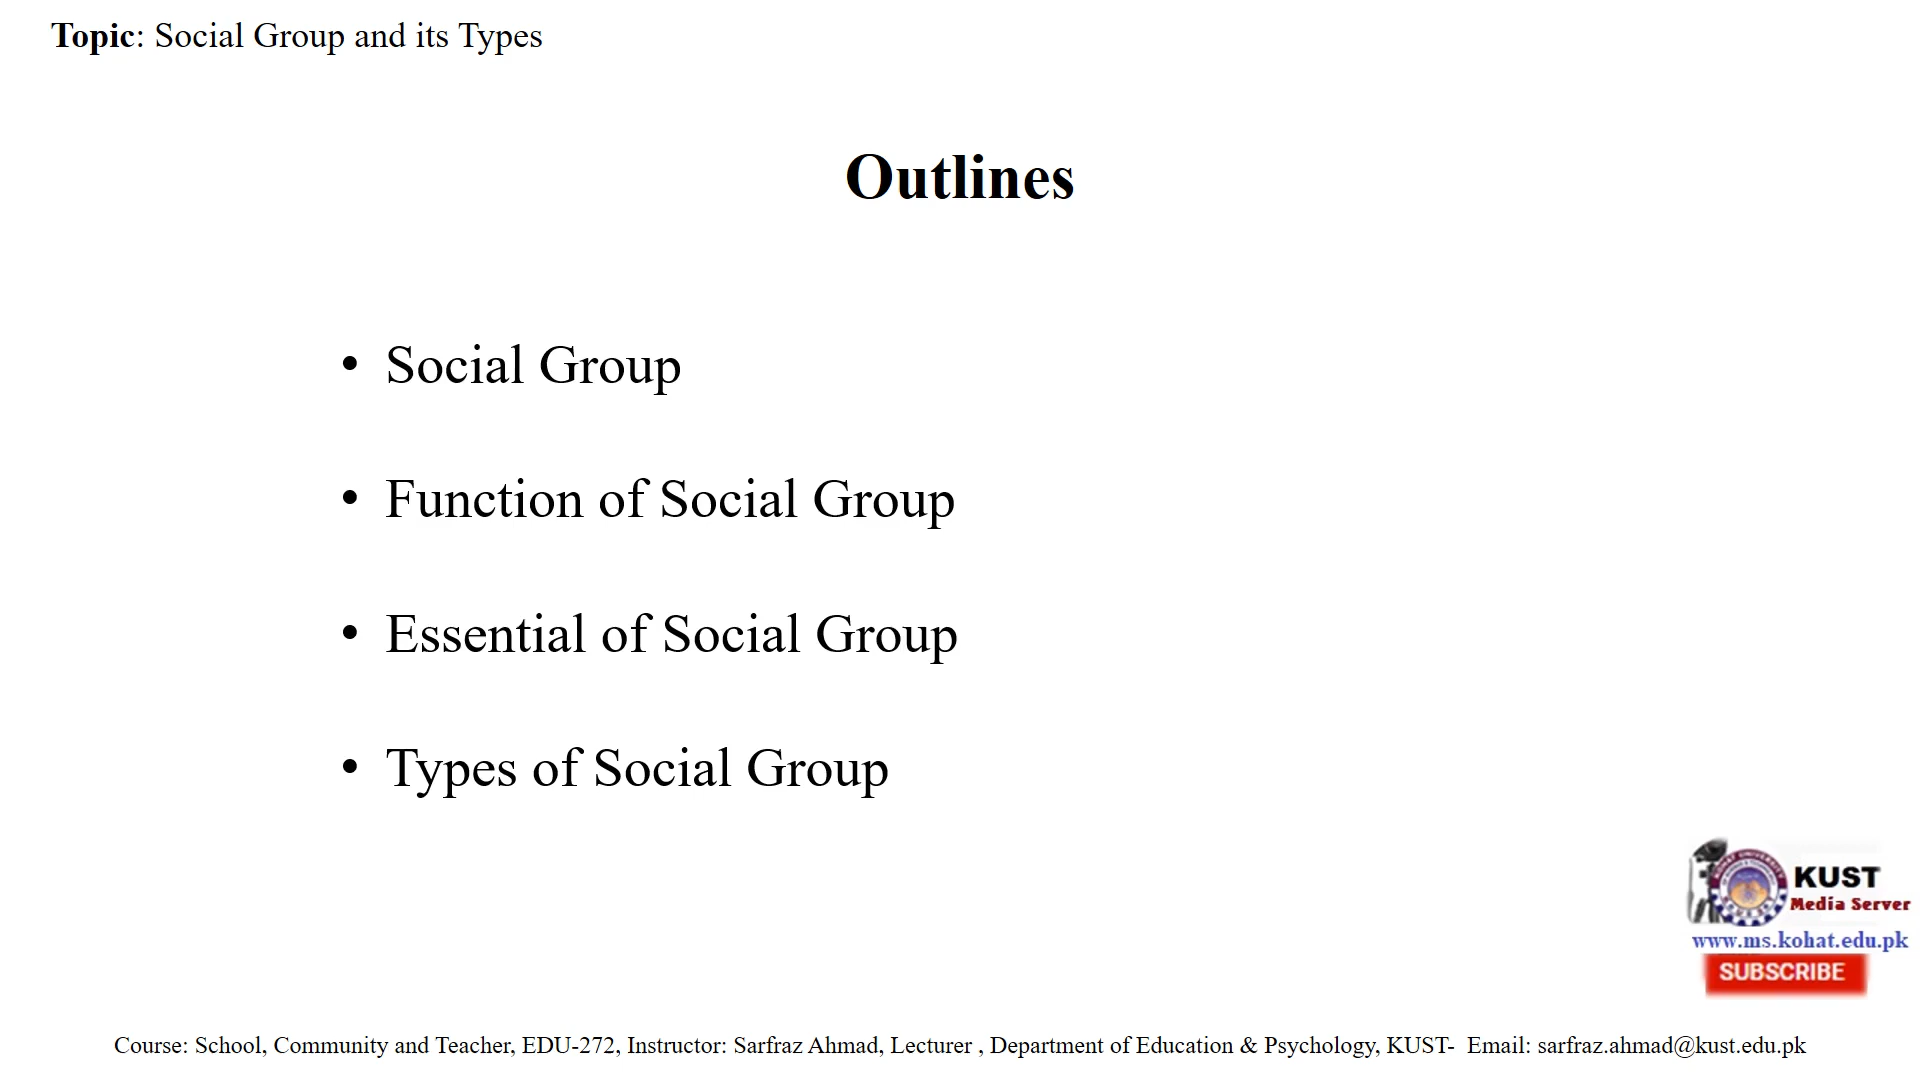 Topic: Social Group and its Types
Outlines
• Social Group
• Function of Social Group
• Essential of Social Group
• Types of Social Group
KUST
Media Server
www.ms.kohat.edu.pk
SUBSCRIBE
Course: School, Community and Teacher, EDU-272, Instructor: Sarfraz Ahmad, Lecturer , Department of Education & Psychology, KUST- Email: sarfraz.ahmad@kust.edu.pk